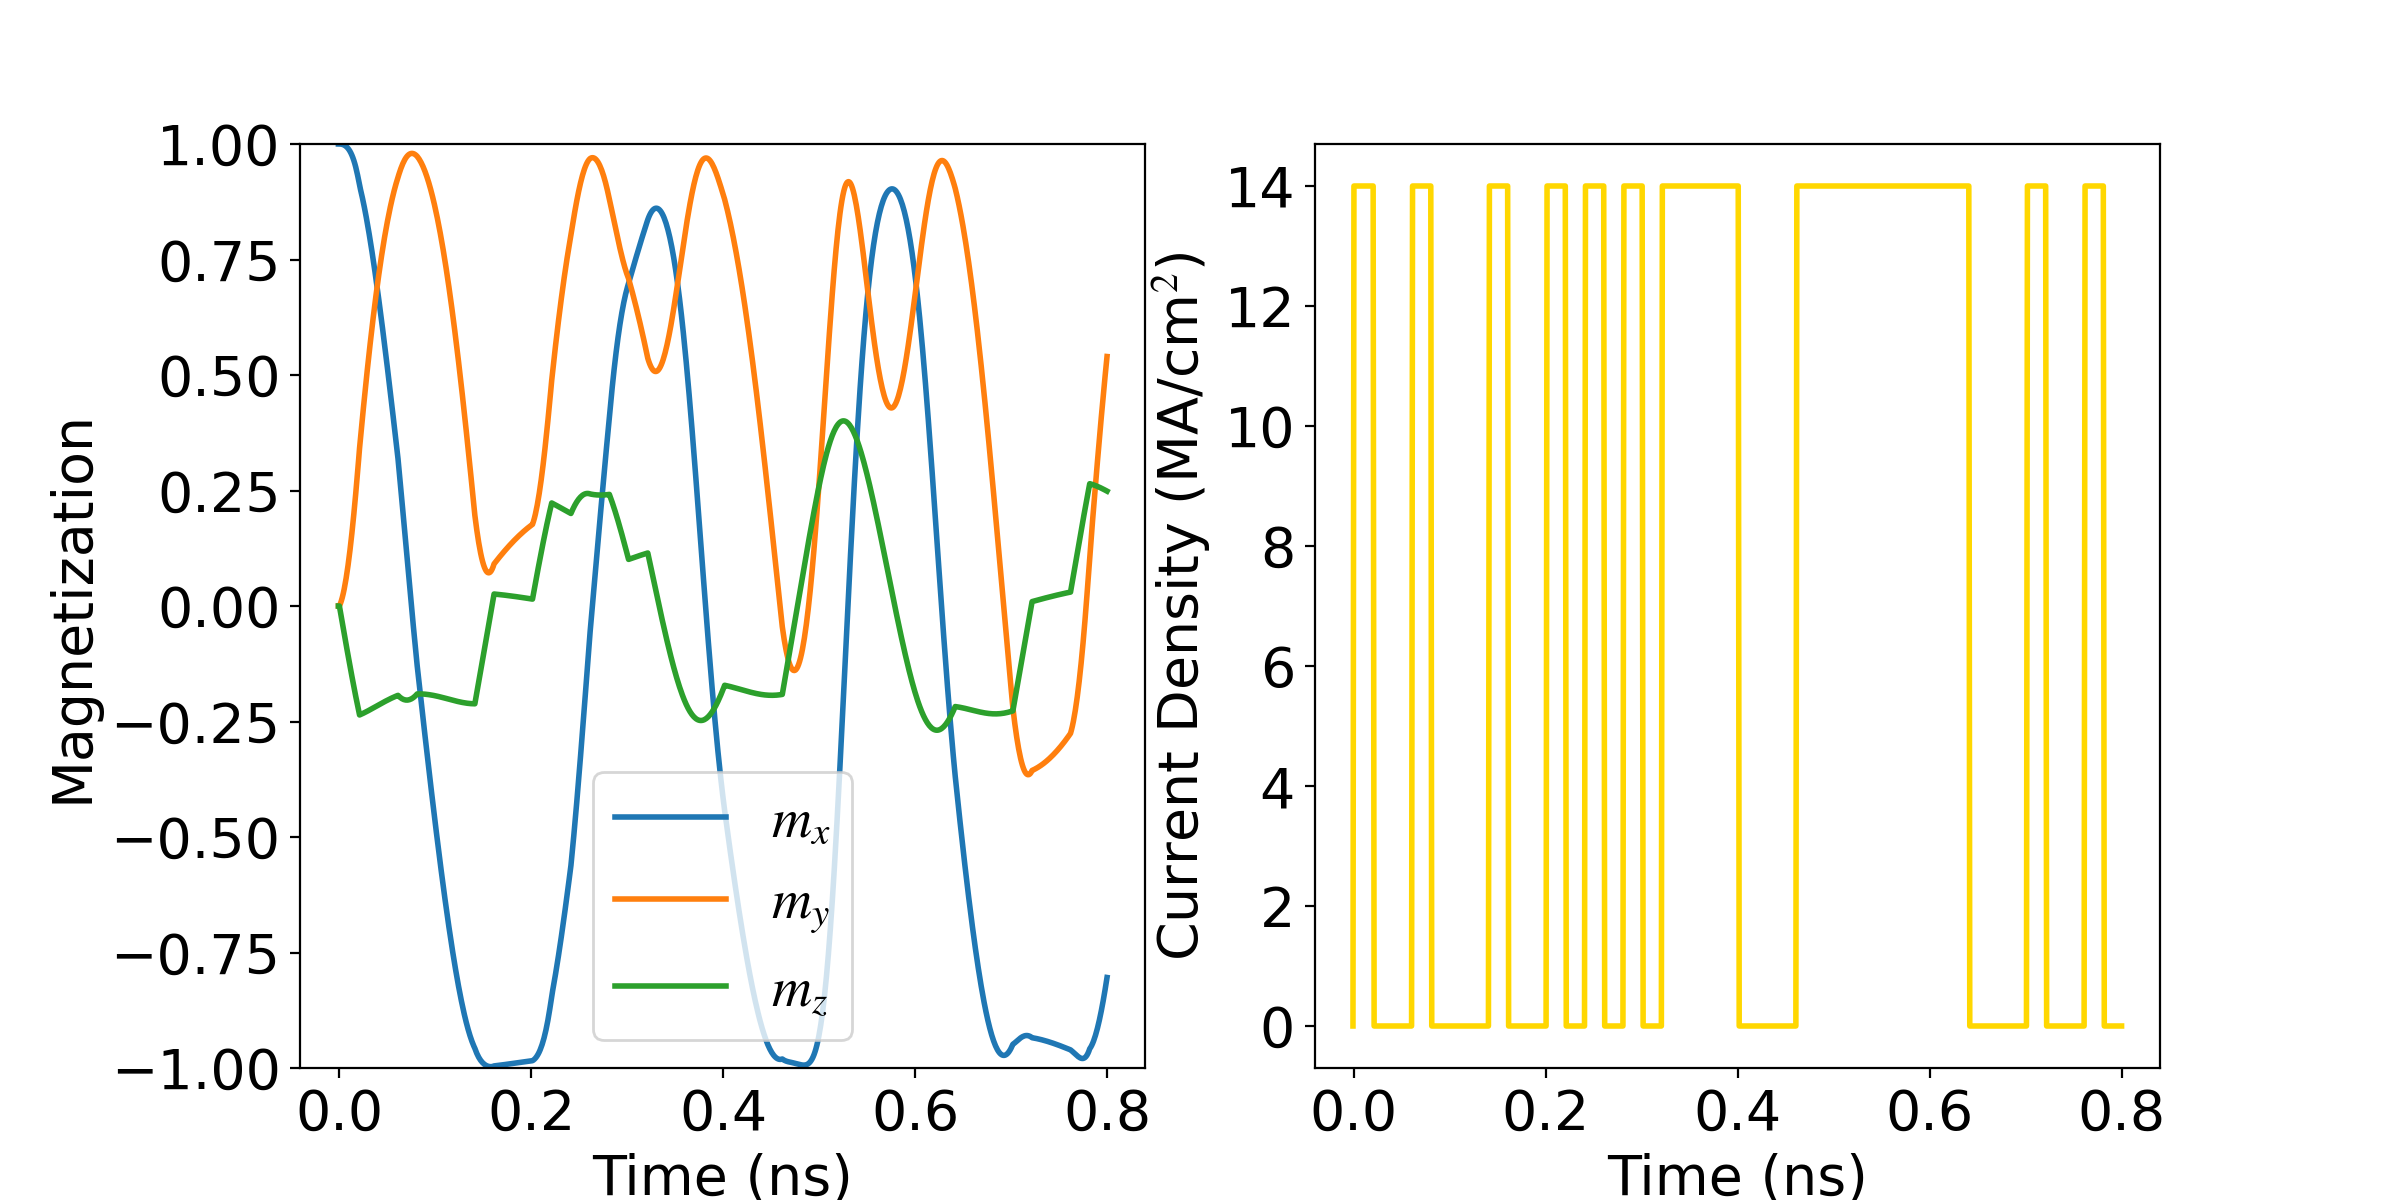 Magnetization
1.00
0.75
0.50
0.25
0.00
−0.25
−0.50
−0.75
−1.00
0.0 0.2 0.4 0.6 0.8
Time (ns)
m_x
m_y
m_z
Current Density (MA/cm²)
14
12
10
8
6
4
2
0
0.0 0.2 0.4 0.6 0.8
Time (ns)